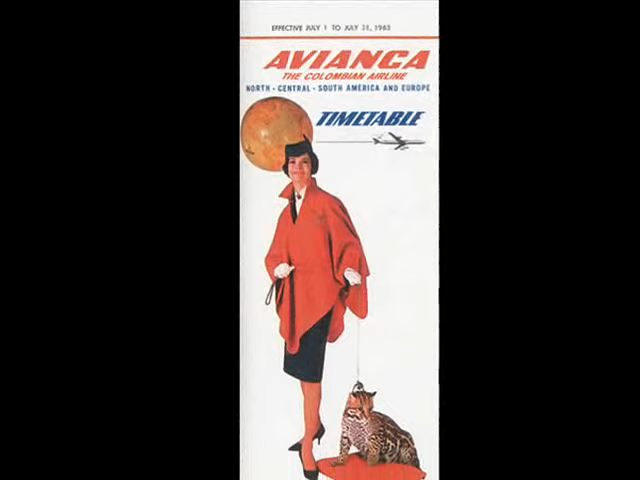 EFFECTIVE JULY 1 TO JULY 31, 1963
AVIANCA
THE COLOMBIAN AIRLINE
NORTH - CENTRAL - SOUTH AMERICA AND EUROPE
TIMETABLE